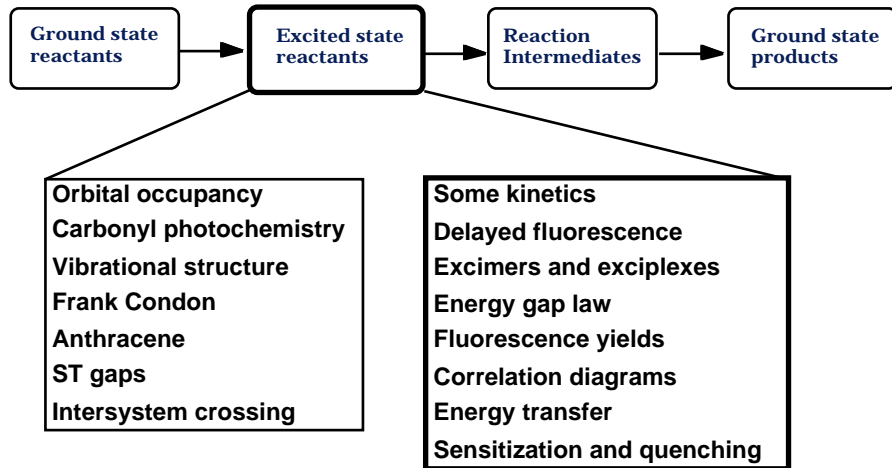 Ground state
reactants
Excited state
reactants
Reaction
Intermediates
Ground state
products
Orbital occupancy
Carbonyl photochemistry
Vibrational structure
Frank Condon
Anthracene
ST gaps
Intersystem crossing
Some kinetics
Delayed fluorescence
Excimers and exciplexes
Energy gap law
Fluorescence yields
Correlation diagrams
Energy transfer
Sensitization and quenching